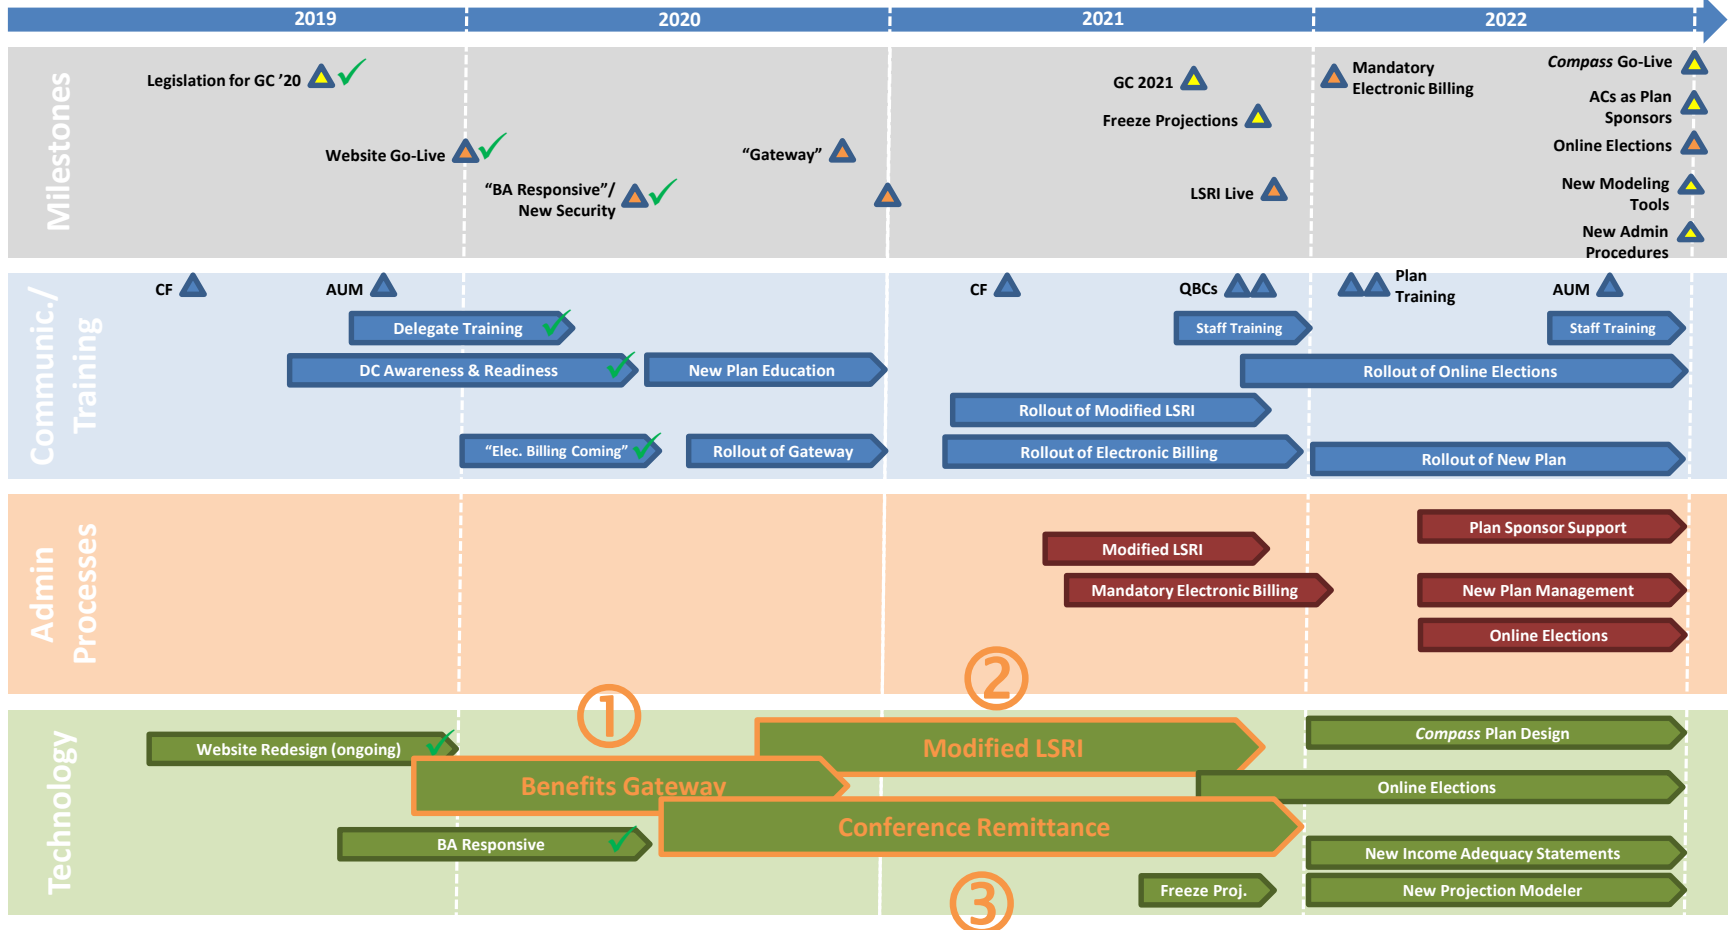 2019
2020
2021
2022
Milestones
Legislation for GC ’20
Website Go-Live
“BA Responsive”/
New Security
“Gateway”
GC 2021
Freeze Projections
LSRI Live
Mandatory
Electronic Billing
Compass Go-Live
ACs as Plan
Sponsors
Online Elections
New Modeling
Tools
New Admin
Procedures
Communic./
Training
CF
AUM
CF
QBCs
Plan
Training
AUM
Delegate Training
Staff Training
Staff Training
DC Awareness & Readiness
New Plan Education
Rollout of Online Elections
Rollout of Modified LSRI
“Elec. Billing Coming”
Rollout of Gateway
Rollout of Electronic Billing
Rollout of New Plan
Admin
Processes
Plan Sponsor Support
Modified LSRI
Mandatory Electronic Billing
New Plan Management
Online Elections
Technology
①
②
Website Redesign (ongoing)
Modified LSRI
Compass Plan Design
Benefits Gateway
Online Elections
Conference Remittance
BA Responsive
New Income Adequacy Statements
③
Freeze Proj.
New Projection Modeler